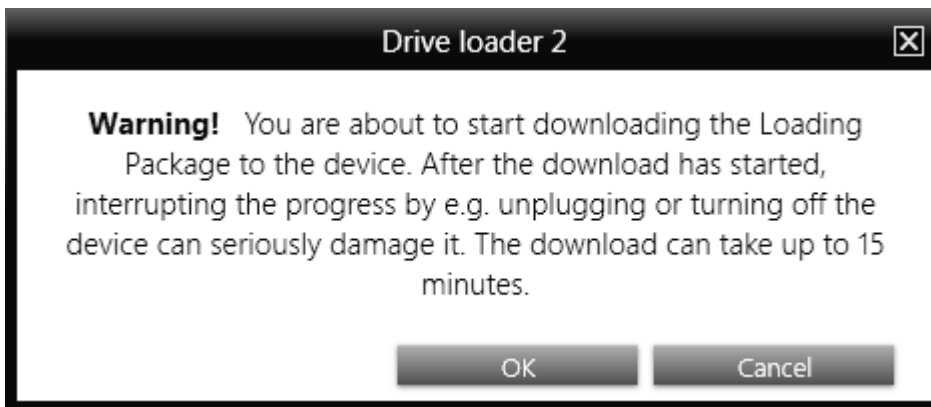 Drive loader 2
Warning! You are about to start downloading the Loading
Package to the device. After the download has started,
interrupting the progress by e.g. unplugging or turning off the
device can seriously damage it. The download can take up to 15
minutes.
OK Cancel